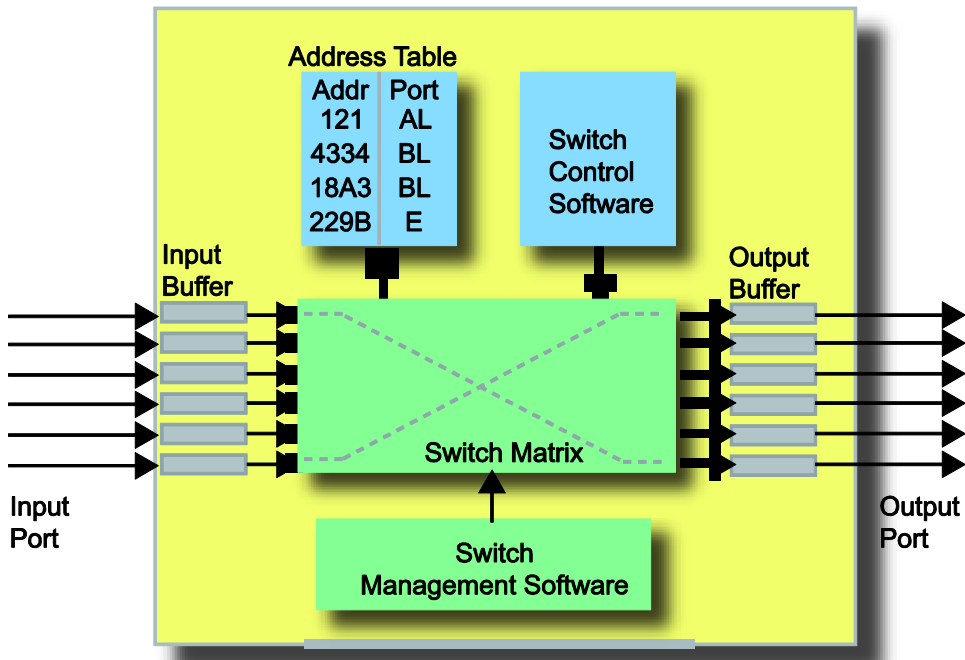 Address Table
Addr Port
121 AL
4334 BL
18A3 BL
229B E
Switch
Control
Software
Input
Buffer
Output
Buffer
Switch Matrix
Input
Port
Output
Port
Switch
Management Software